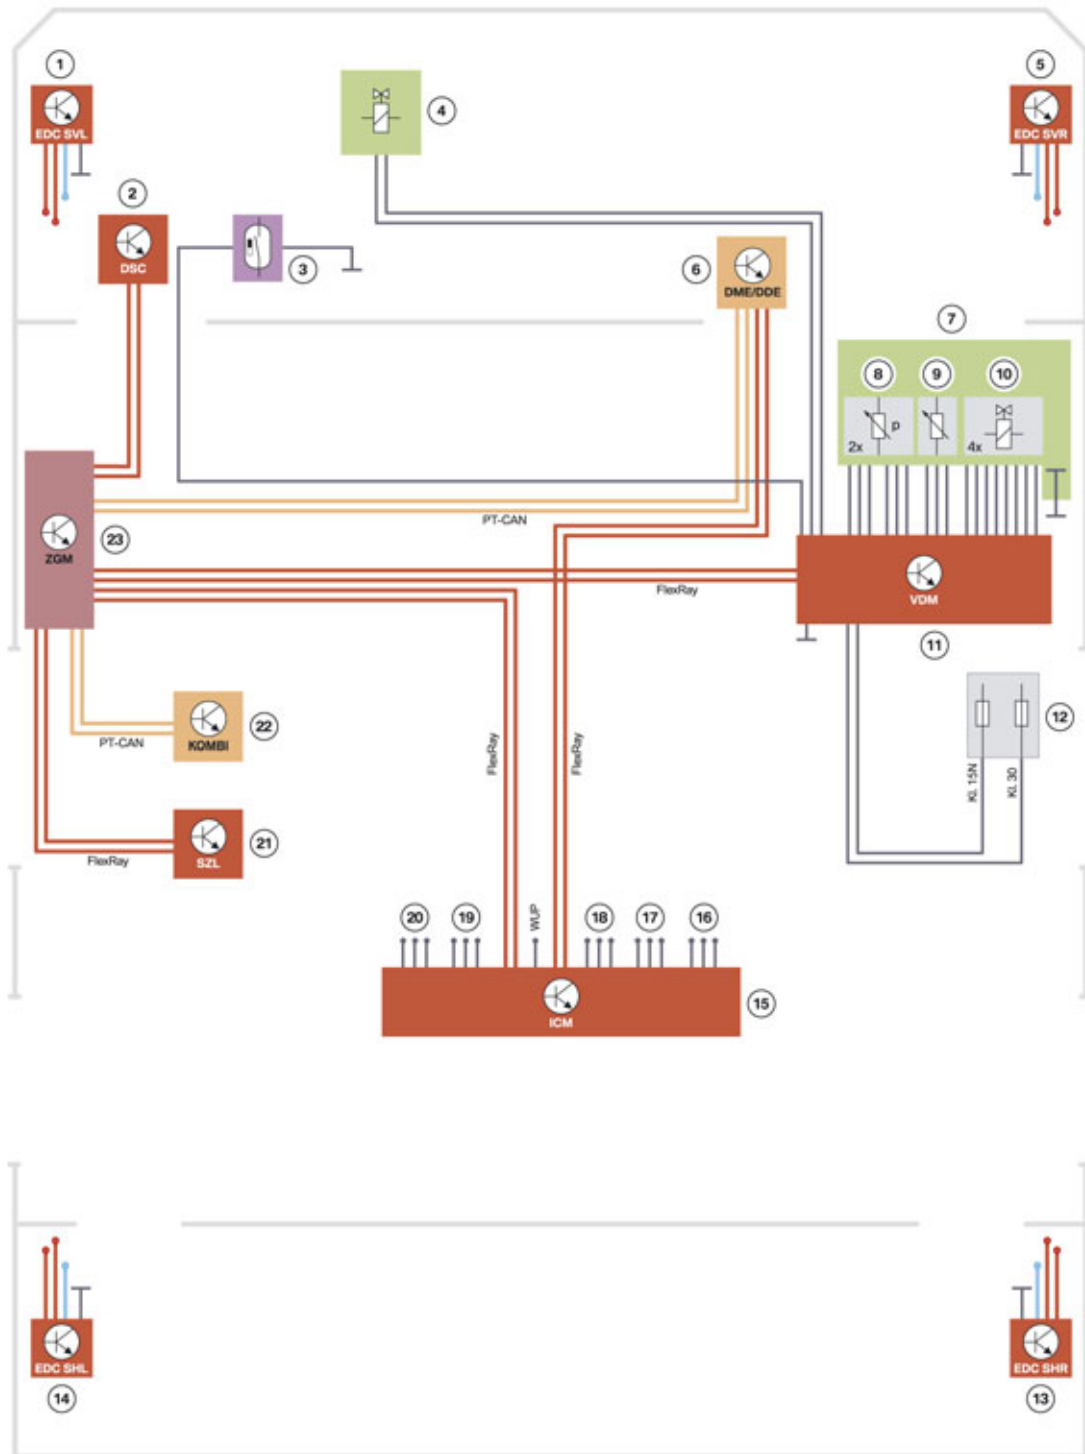 1
5
EDC SVL
4
EDC SVR
2
DSC
3
6
DME/DDE
7
8
9
10
p
2x
4x
PT-CAN
23
ZGM
FlexRay
VDM
11
12
22
KOMBI
PT-CAN
FlexRay
FlexRay
Kl. 15N
Kl. 30
21
SZL
FlexRay
20
19
WUP
18
17
16
15
ICM
EDC SHL
EDC SHR
14
13